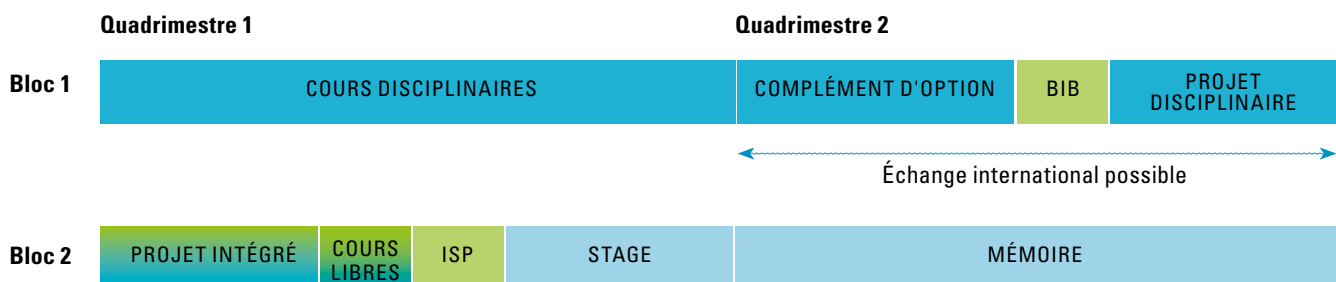 Quadrimestre 1
Quadrimestre 2
Bloc 1
COURS DISCIPLINAIRES
COMPLÉMENT D'OPTION
BIB
PROJET
DISCIPLINAIRE
Échange international possible
Bloc 2
PROJET INTÉGRÉ
COURS
LIBRES
ISP
STAGE
MÉMOIRE